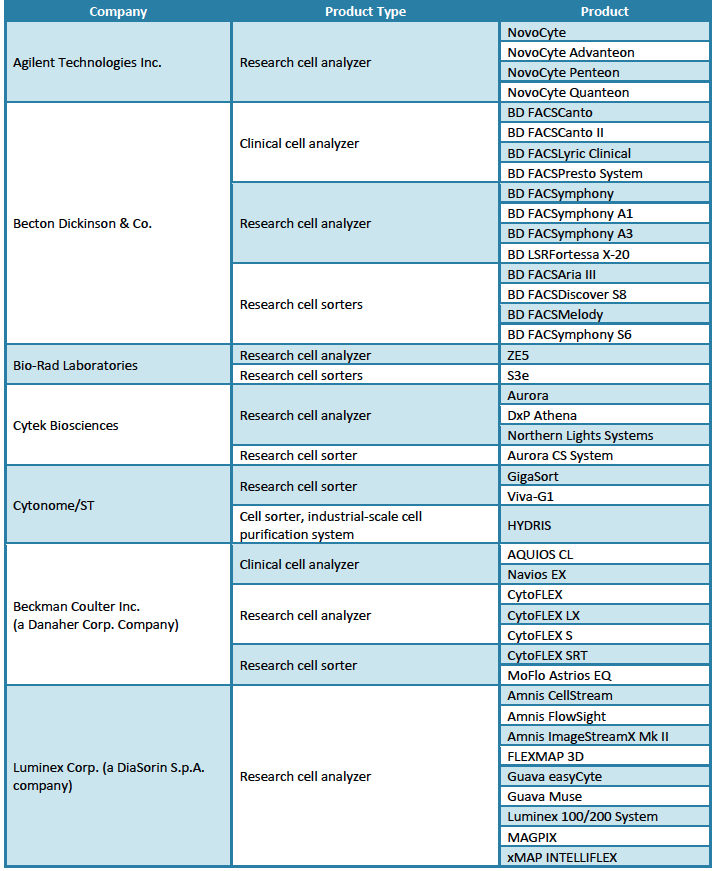 Company Product Type Product
Agilent Technologies Inc. Research cell analyzer NovoCyte
NovoCyte Advanteon
NovoCyte Penteon
NovoCyte Quanteon
Becton Dickinson & Co. Clinical cell analyzer BD FACSCanto
BD FACSCanto II
BD FACSLyric Clinical
BD FACSPresto System
Research cell analyzer BD FACSymphony
BD FACSymphony A1
BD FACSymphony A3
BD LSRFortessa X-20
Research cell sorters BD FACSAria III
BD FACSDiscover S8
BD FACSMelody
BD FACSymphony S6
Bio-Rad Laboratories Research cell analyzer ZE5
Research cell sorters S3e
Cytek Biosciences Research cell analyzer Aurora
DxP Athena
Northern Lights Systems
Research cell sorter Aurora CS System
Cytonome/ST Research cell sorter GigaSort
Viva-G1
Cell sorter, industrial-scale cell
purification system HYDRIS
Beckman Coulter Inc.
(a Danaher Corp. Company) Clinical cell analyzer AQUIOS CL
Navios EX
Research cell analyzer CytoFLEX
CytoFLEX LX
CytoFLEX S
Research cell sorter CytoFLEX SRT
MoFlo Astrios EQ
Luminex Corp. (a DiaSorin S.p.A.
company) Research cell analyzer Amnis CellStream
Amnis FlowSight
Amnis ImageStreamX Mk II
FLEXMAP 3D
Guava easyCyte
Guava Muse
Luminex 100/200 System
MAGPIX
xMAP INTELLIFLEX